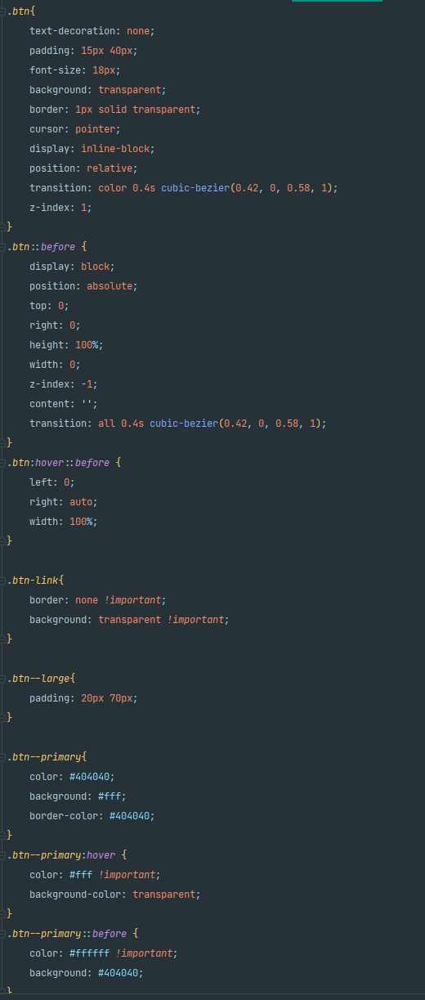 .btn{
    text-decoration: none;
    padding: 15px 40px;
    font-size: 18px;
    background: transparent;
    border: 1px solid transparent;
    cursor: pointer;
    display: inline-block;
    position: relative;
    transition: color 0.4s cubic-bezier(0.42, 0, 0.58, 1);
    z-index: 1;
}
.btn::before {
    display: block;
    position: absolute;
    top: 0;
    right: 0;
    height: 100%;
    width: 0;
    z-index: -1;
    content: '';
    transition: all 0.4s cubic-bezier(0.42, 0, 0.58, 1);
}
.btn:hover::before {
    left: 0;
    right: auto;
    width: 100%;
}
.btn-link{
    border: none !important;
    background: transparent !important;
}
.btn--large{
    padding: 20px 70px;
}
.btn--primary{
    color: #404040;
    background: #fff;
    border-color: #404040;
}
.btn--primary:hover {
    color: #fff !important;
    background-color: transparent;
}
.btn--primary::before {
    color: #ffffff !important;
    background: #404040;
}